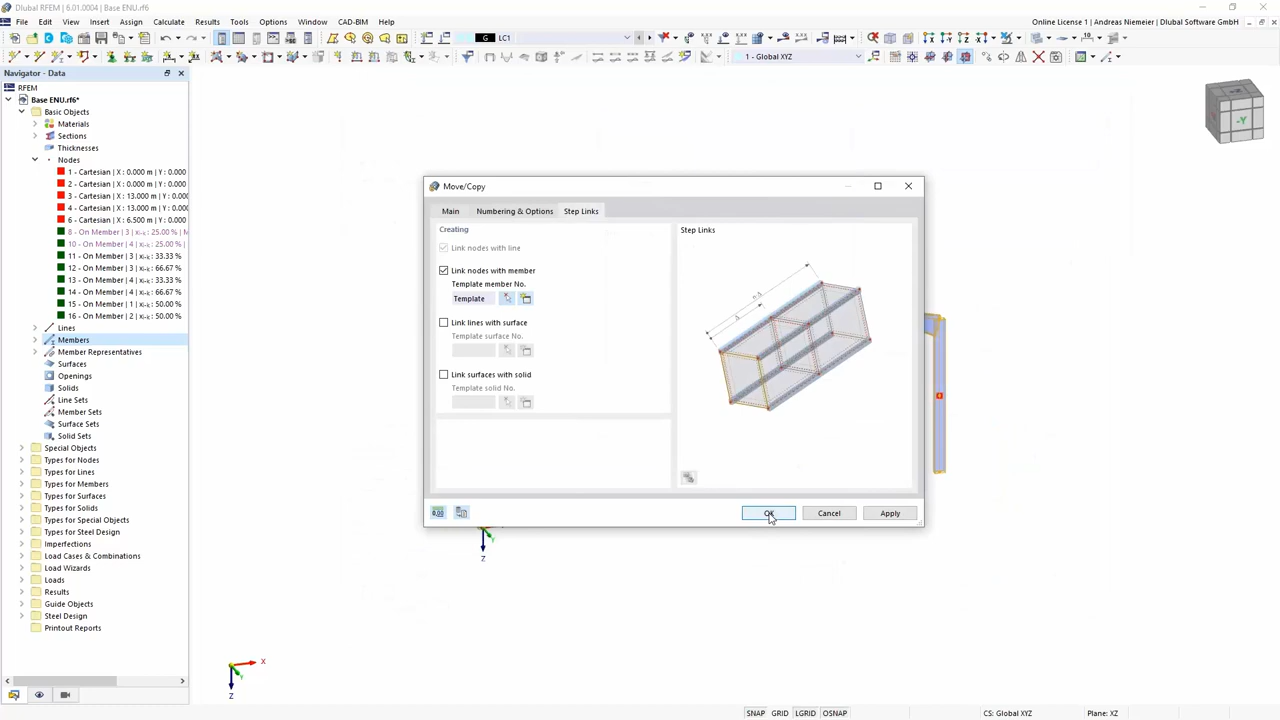 Dlubal RFEM | 6.01.0004 | Base ENU.rf6
File Edit View Insert Assign Calculate Results Tools Options Window CAD-BIM Help
Online License 1 | Andreas Niemeier | Dlubal Software GmbH
G LC1
1 - Global XYZ
Navigator - Data
RFEM
Base ENU.rf6*
Basic Objects
Materials
Sections
Thicknesses
Nodes
1 - Cartesian | X : 0.000 m | Y : 0.000
2 - Cartesian | X : 0.000 m | Y : 0.000
3 - Cartesian | X : 13.000 m | Y : 0.000
4 - Cartesian | X : 13.000 m | Y : 0.000
6 - Cartesian | X : 6.500 m | Y : 0.000
8 - On Member | 3 | Xi-k : 25.00 % | M
10 - On Member | 4 | Xi-k : 25.00 %
11 - On Member | 3 | Xi-k : 33.33 %
12 - On Member | 3 | Xi-k : 66.67 %
13 - On Member | 4 | Xi-k : 33.33 %
14 - On Member | 4 | Xi-k : 66.67 %
15 - On Member | 1 | Xi-k : 50.00 %
16 - On Member | 2 | Xi-k : 50.00 %
Lines
Members
Member Representatives
Surfaces
Openings
Solids
Line Sets
Member Sets
Surface Sets
Solid Sets
Special Objects
Types for Nodes
Types for Lines
Types for Members
Types for Surfaces
Types for Solids
Types for Special Objects
Types for Steel Design
Imperfections
Load Cases & Combinations
Load Wizards
Loads
Results
Guide Objects
Steel Design
Printout Reports
Move/Copy
Main Numbering & Options Step Links
Creating
Link nodes with line
Link nodes with member
Template member No.
Template
Link lines with surface
Template surface No.
Link surfaces with solid
Template solid No.
Step Links
OK Cancel Apply
-Y
Z
X
Y
Z
SNAP GRID LGRID OSNAP
CS: Global XYZ
Plane: XZ